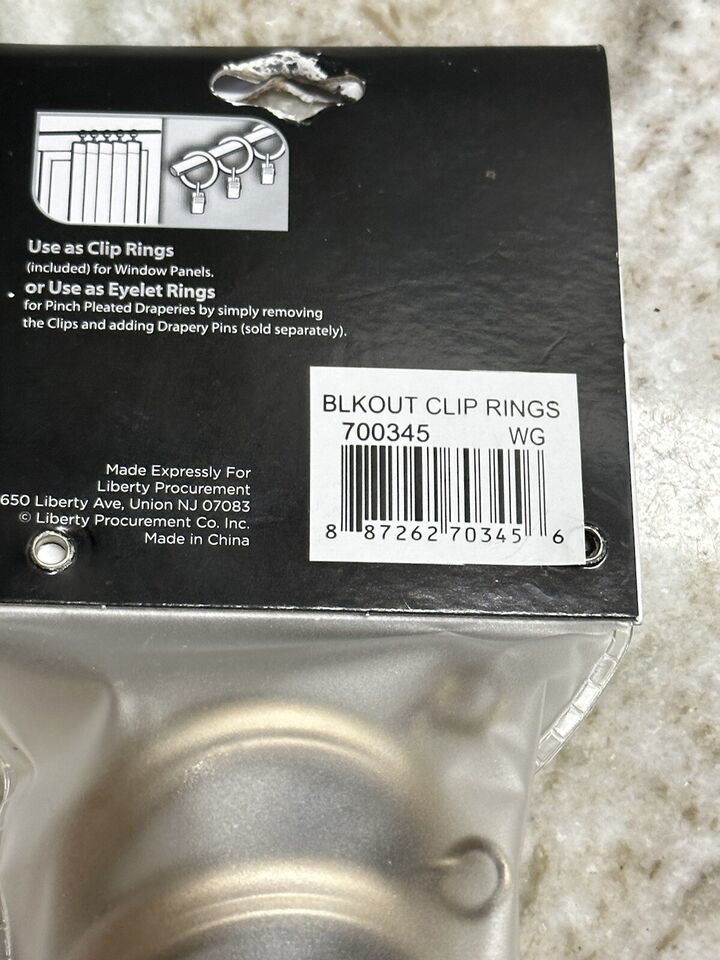 Use as Clip Rings
(included) for Window Panels.
or Use as Eyelet Rings
for Pinch Pleated Draperies by simply removing
the Clips and adding Drapery Pins (sold separately).
BLKOUT CLIP RINGS
700345 WG
8 87262 70345 6
Made Expressly For
Liberty Procurement
650 Liberty Ave, Union NJ 07083
© Liberty Procurement Co. Inc.
Made in China